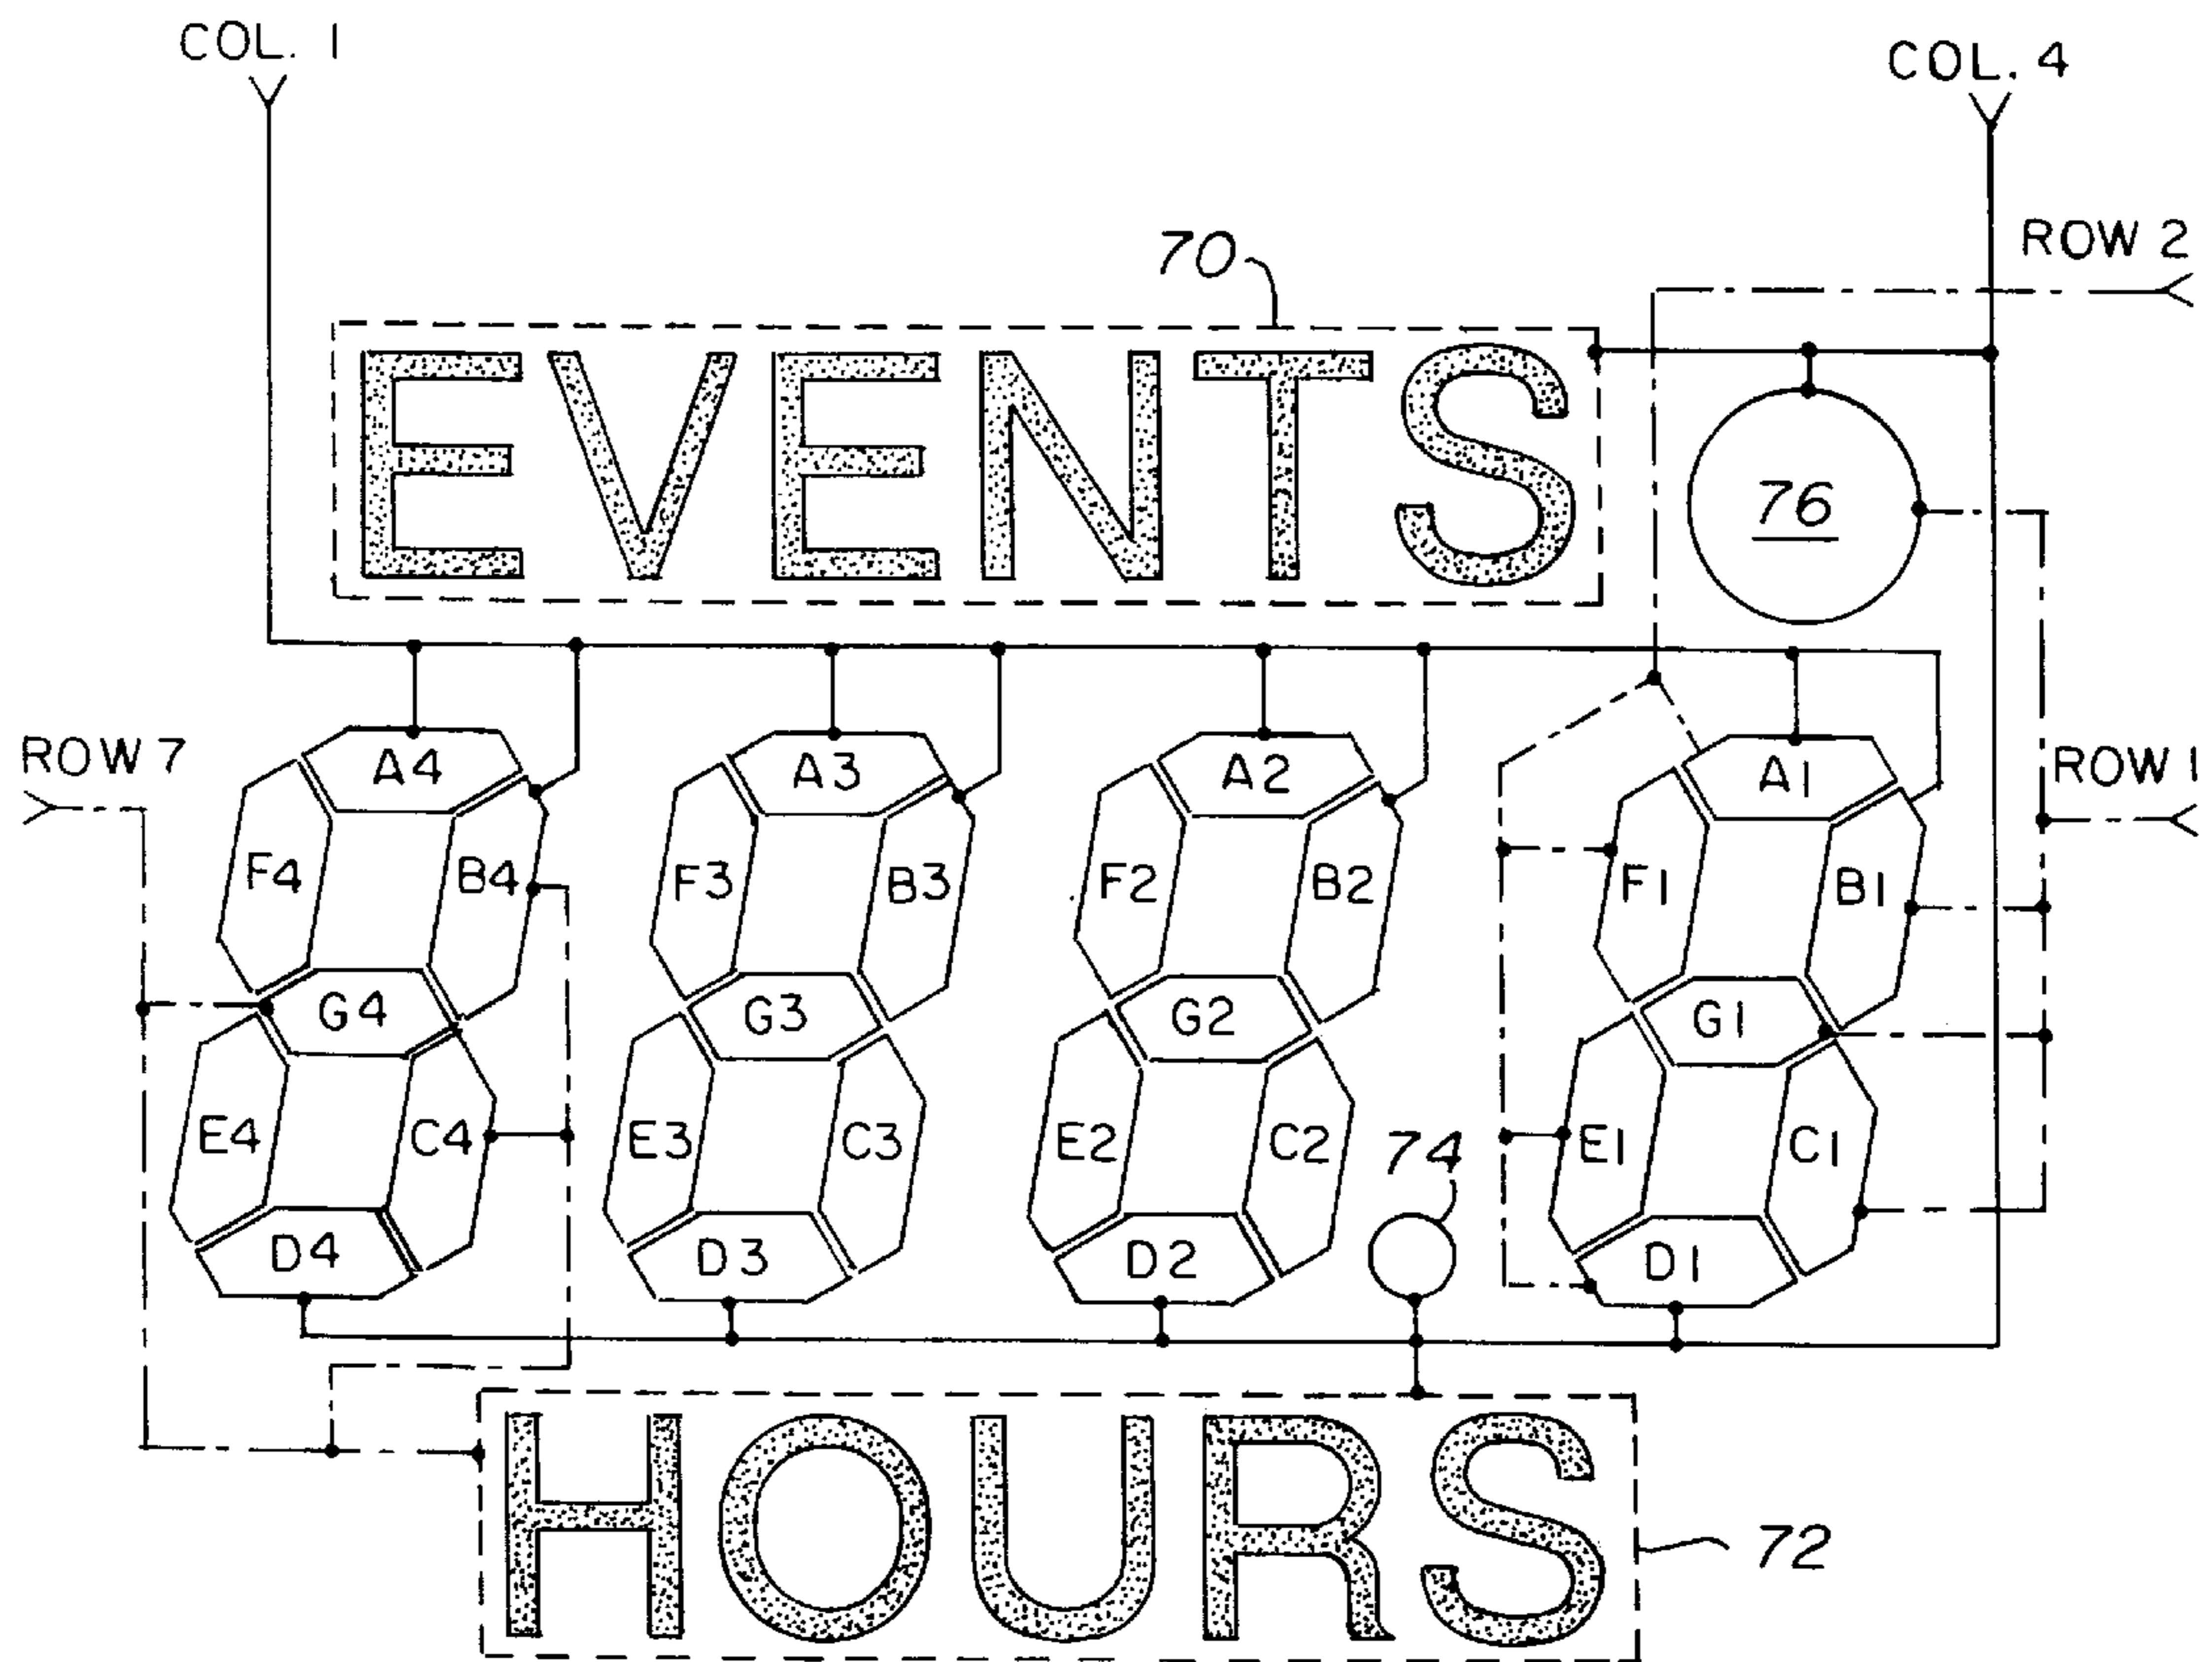 COL. 1
COL. 4
ROW 2
70
EVENTS
76
ROW 7
ROW 1
A4 A3 A2 A1
F4 B4 F3 B3 F2 B2 F1 B1
G4 G3 G2 G1
E4 C4 E3 C3 E2 C2 74 E1 C1
D4 D3 D2 D1
HOURS
72